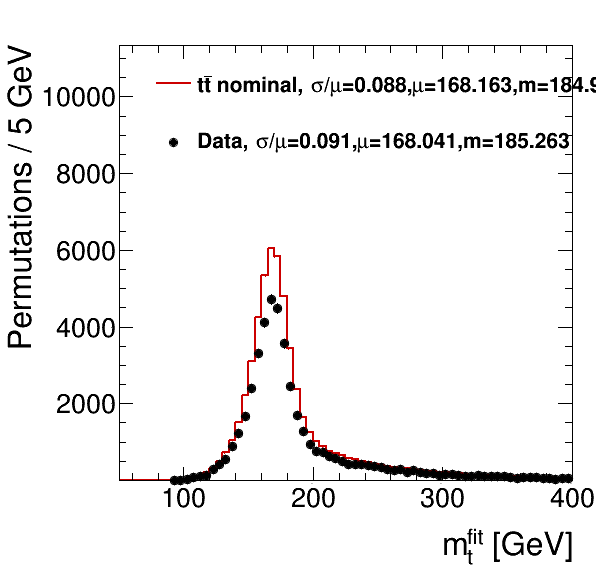 tt̄ nominal, σ/μ=0.088,μ=168.163,m=184.9
Data, σ/μ=0.091,μ=168.041,m=185.263
Permutations / 5 GeV
10000
8000
6000
4000
2000
100 200 300 400
m_t^fit [GeV]